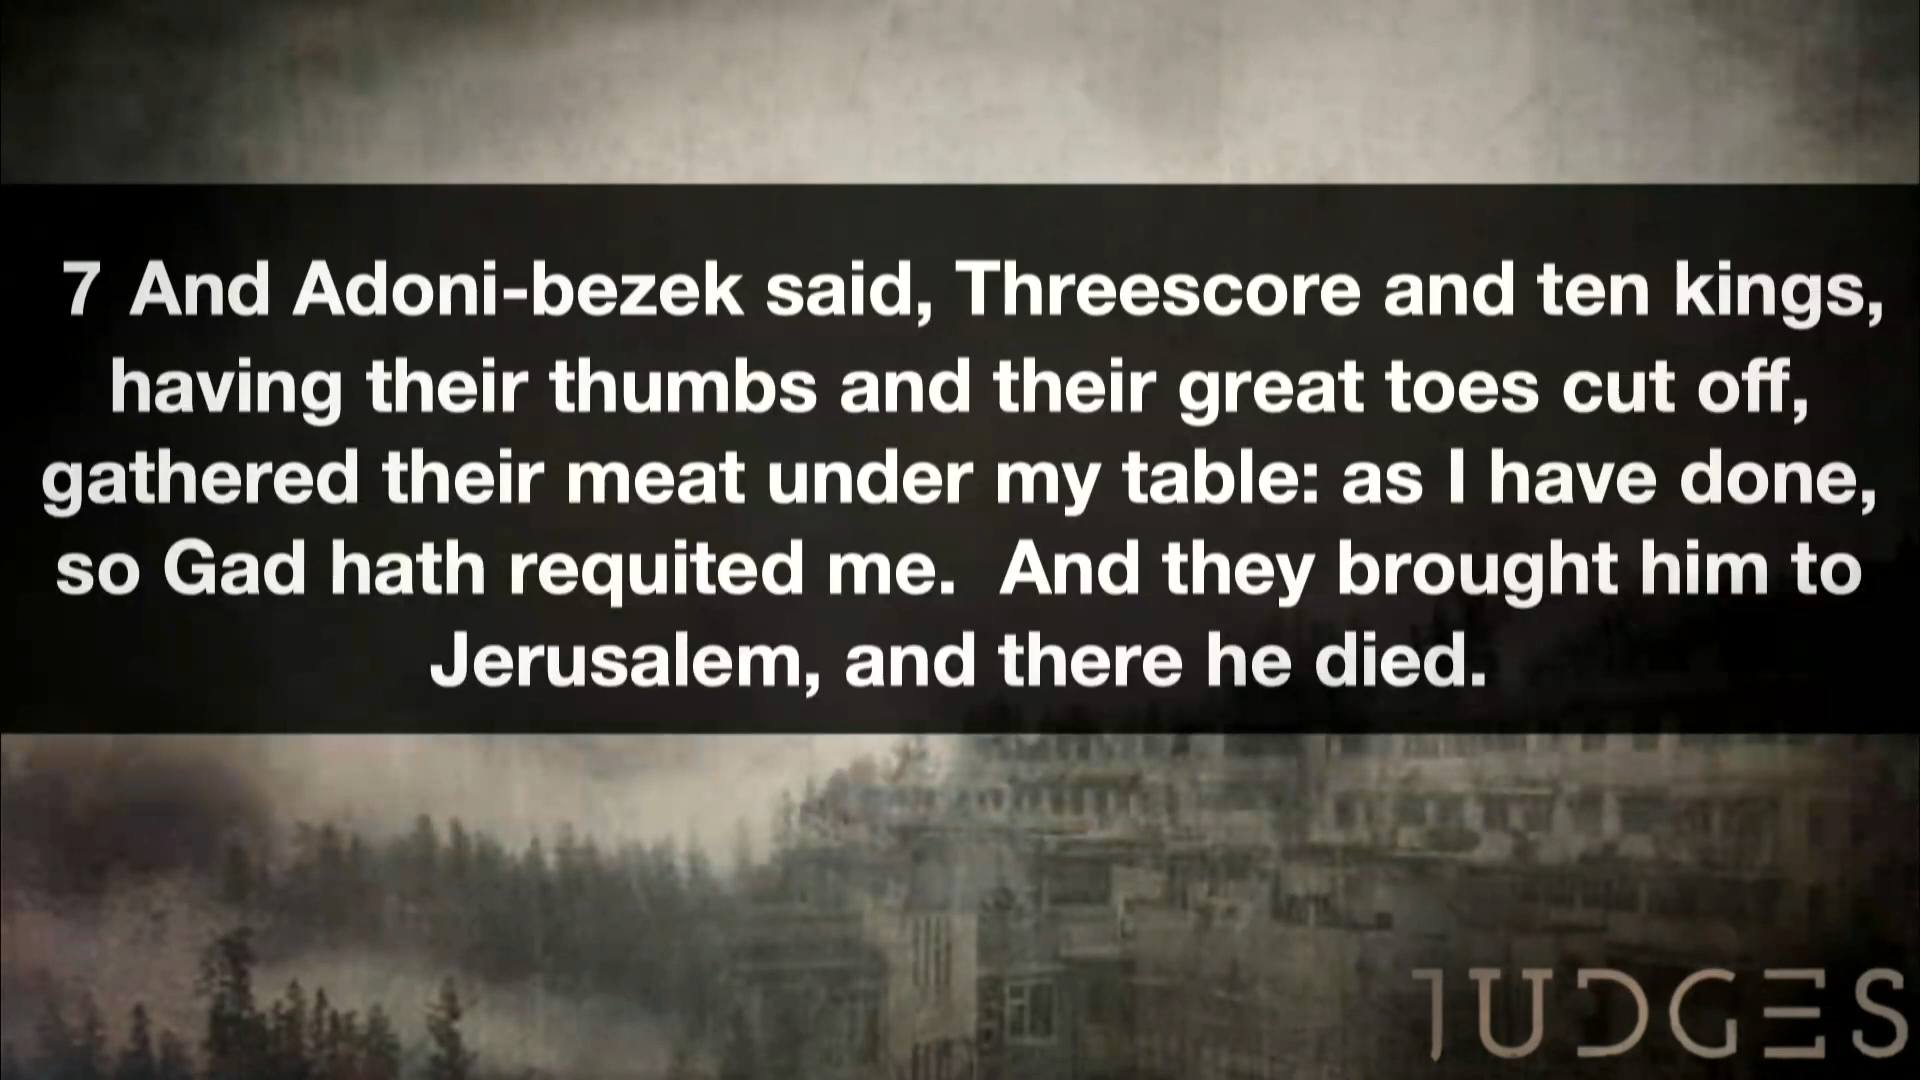 7 And Adoni-bezek said, Threescore and ten kings,
having their thumbs and their great toes cut off,
gathered their meat under my table: as I have done,
so Gad hath requited me. And they brought him to
Jerusalem, and there he died.
JUDGES